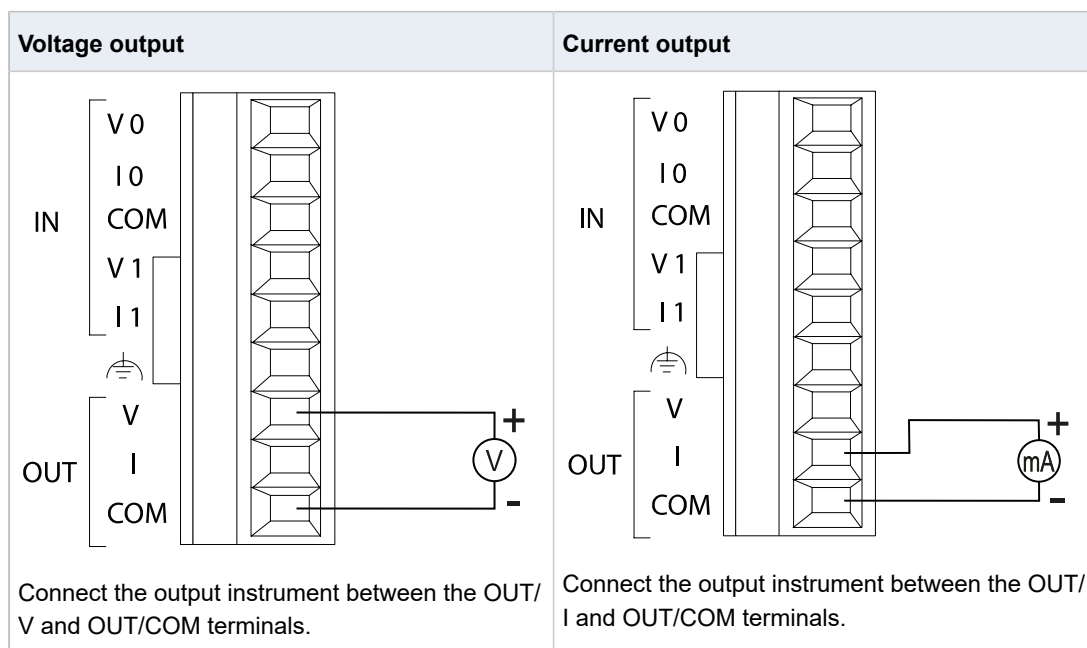 Voltage output
V 0
I 0
COM
V 1
I 1
IN
V
I
COM
OUT
+
V
-
Connect the output instrument between the OUT/
V and OUT/COM terminals.
Current output
V 0
I 0
COM
V 1
I 1
IN
V
I
COM
OUT
+
mA
-
Connect the output instrument between the OUT/
I and OUT/COM terminals.